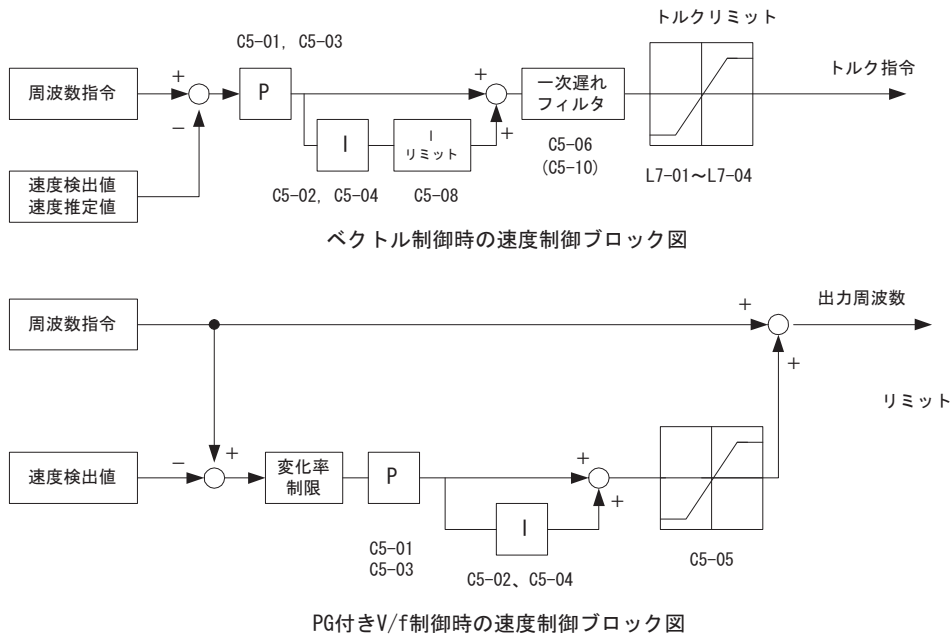 トルクリミット
C5-01, C5-03
周波数指令
+
−
P
+
+
一次遅れ
フィルタ
トルク指令
I
I
リミット
C5-06
(C5-10)
L7-01～L7-04
速度検出値
速度推定値
C5-02, C5-04
C5-08
ベクトル制御時の速度制御ブロック図
周波数指令
+
出力周波数
+
リミット
速度検出値
−
+
変化率
制限
P
+
+
I
C5-01
C5-03
C5-02、C5-04
C5-05
PG付きV/f制御時の速度制御ブロック図